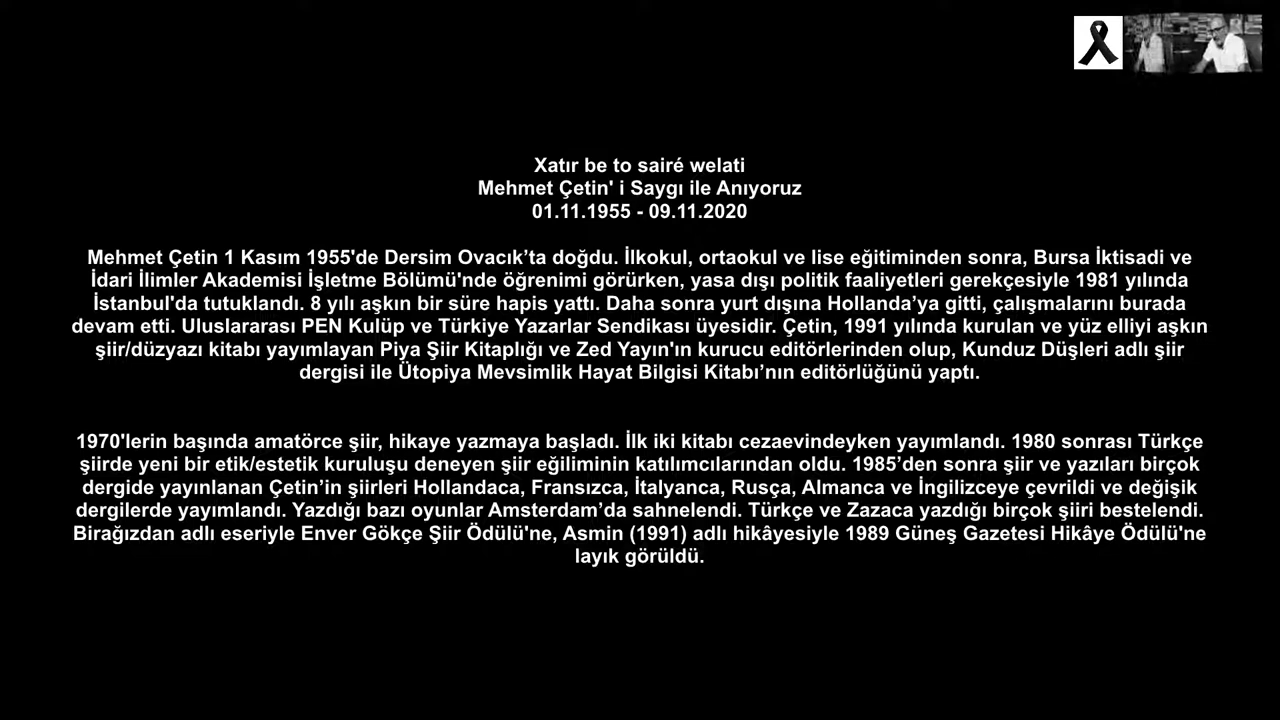 Xatır be to sairé welati
Mehmet Çetin' i Saygı ile Anıyoruz
01.11.1955 - 09.11.2020
Mehmet Çetin 1 Kasım 1955'de Dersim Ovacık’ta doğdu. İlkokul, ortaokul ve lise eğitiminden sonra, Bursa İktisadi ve
İdari İlimler Akademisi İşletme Bölümü'nde öğrenimi görürken, yasa dışı politik faaliyetleri gerekçesiyle 1981 yılında
İstanbul'da tutuklandı. 8 yılı aşkın bir süre hapis yattı. Daha sonra yurt dışına Hollanda’ya gitti, çalışmalarını burada
devam etti. Uluslararası PEN Kulüp ve Türkiye Yazarlar Sendikası üyesidir. Çetin, 1991 yılında kurulan ve yüz elliyi aşkın
şiir/düzyazı kitabı yayımlayan Piya Şiir Kitaplığı ve Zed Yayın'ın kurucu editörlerinden olup, Kunduz Düşleri adlı şiir
dergisi ile Ütopiya Mevsimlik Hayat Bilgisi Kitabı’nın editörlüğünü yaptı.
1970'lerin başında amatörce şiir, hikaye yazmaya başladı. İlk iki kitabı cezaevindeyken yayımlandı. 1980 sonrası Türkçe
şiirde yeni bir etik/estetik kuruluşu deneyen şiir eğiliminin katılımcılarından oldu. 1985’den sonra şiir ve yazıları birçok
dergide yayınlanan Çetin’in şiirleri Hollandaca, Fransızca, İtalyanca, Rusça, Almanca ve İngilizceye çevrildi ve değişik
dergilerde yayımlandı. Yazdığı bazı oyunlar Amsterdam’da sahnelendi. Türkçe ve Zazaca yazdığı birçok şiiri bestelendi.
Birağızdan adlı eseriyle Enver Gökçe Şiir Ödülü'ne, Asmin (1991) adlı hikâyesiyle 1989 Güneş Gazetesi Hikâye Ödülü'ne
layık görüldü.